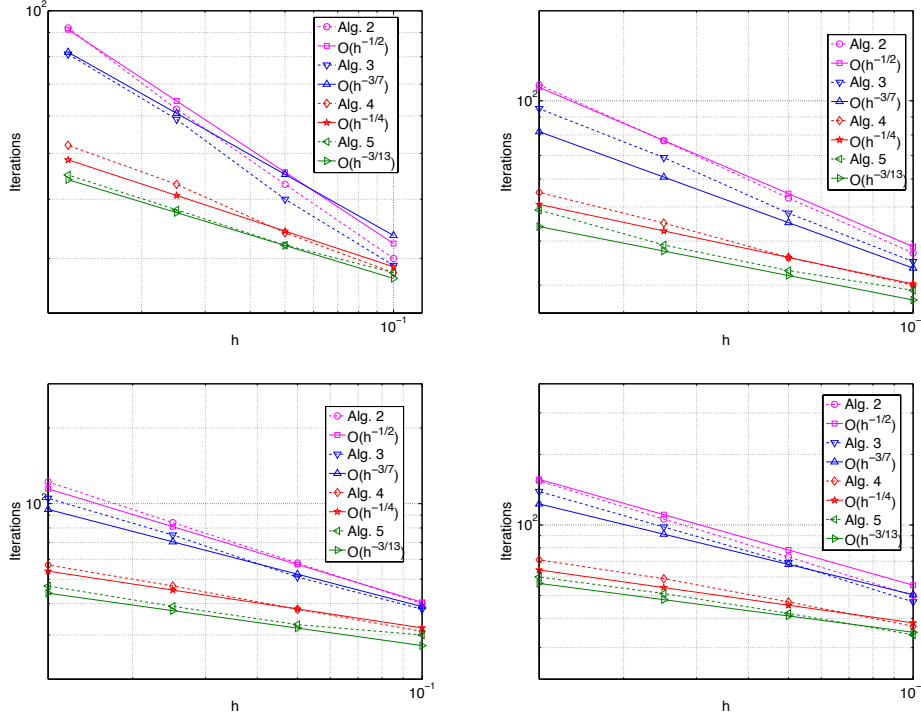 10^2
Iterations
Alg. 2
O(h^{-1/2})
Alg. 3
O(h^{-3/7})
Alg. 4
O(h^{-1/4})
Alg. 5
O(h^{-3/13})
10^{-1}
h
10^2
Iterations
Alg. 2
O(h^{-1/2})
Alg. 3
O(h^{-3/7})
Alg. 4
O(h^{-1/4})
Alg. 5
O(h^{-3/13})
10^-
h
10^2
Iterations
Alg. 2
O(h^{-1/2})
Alg. 3
O(h^{-3/7})
Alg. 4
O(h^{-1/4})
Alg. 5
O(h^{-3/13})
10^{-1}
h
10^2
Iterations
Alg. 2
O(h^{-1/2})
Alg. 3
O(h^{-3/7})
Alg. 4
O(h^{-1/4})
Alg. 5
O(h^{-3/13})
10^-
h